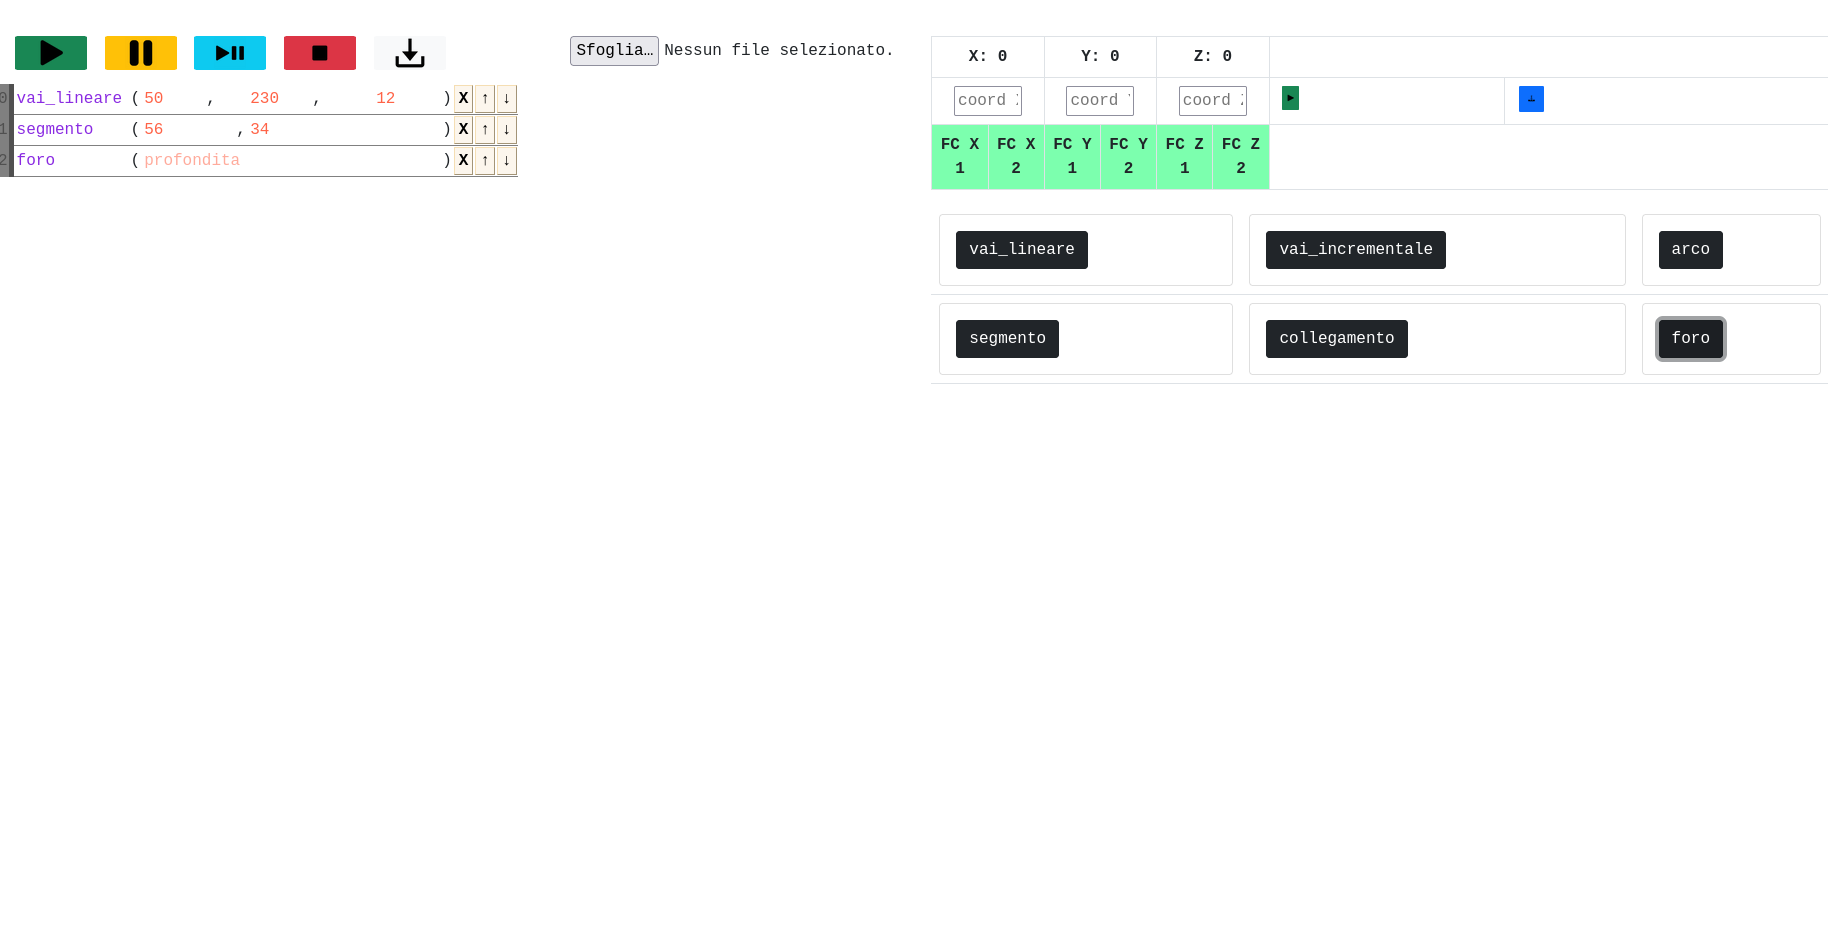 Sfoglia… Nessun file selezionato.
0 vai_lineare ( 50 , 230 , 12 ) X ↑ ↓
1 segmento ( 56 , 34 ) X ↑ ↓
2 foro ( profondita ) X ↑ ↓
X: 0 Y: 0 Z: 0
coord coord coord
FC X 1 FC X 2 FC Y 1 FC Y 2 FC Z 1 FC Z 2
vai_lineare vai_incrementale arco
segmento collegamento foro